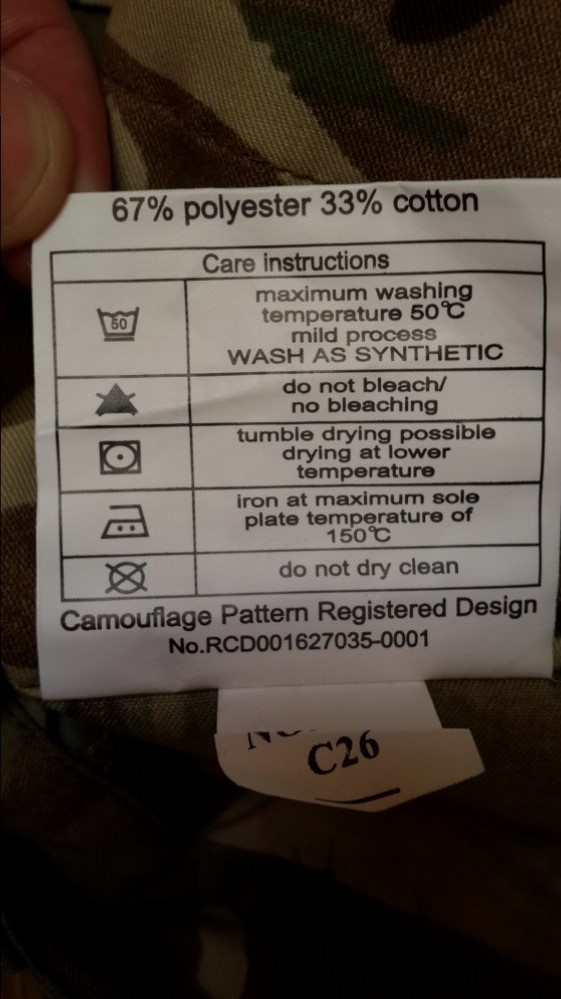 67% polyester 33% cotton
Care instructions
50
maximum washing
temperature 50°C
mild process
WASH AS SYNTHETIC
do not bleach/
no bleaching
tumble drying possible
drying at lower
temperature
iron at maximum sole
plate temperature of
150°C
do not dry clean
Camouflage Pattern Registered Design
No.RCD001627035-0001
C26